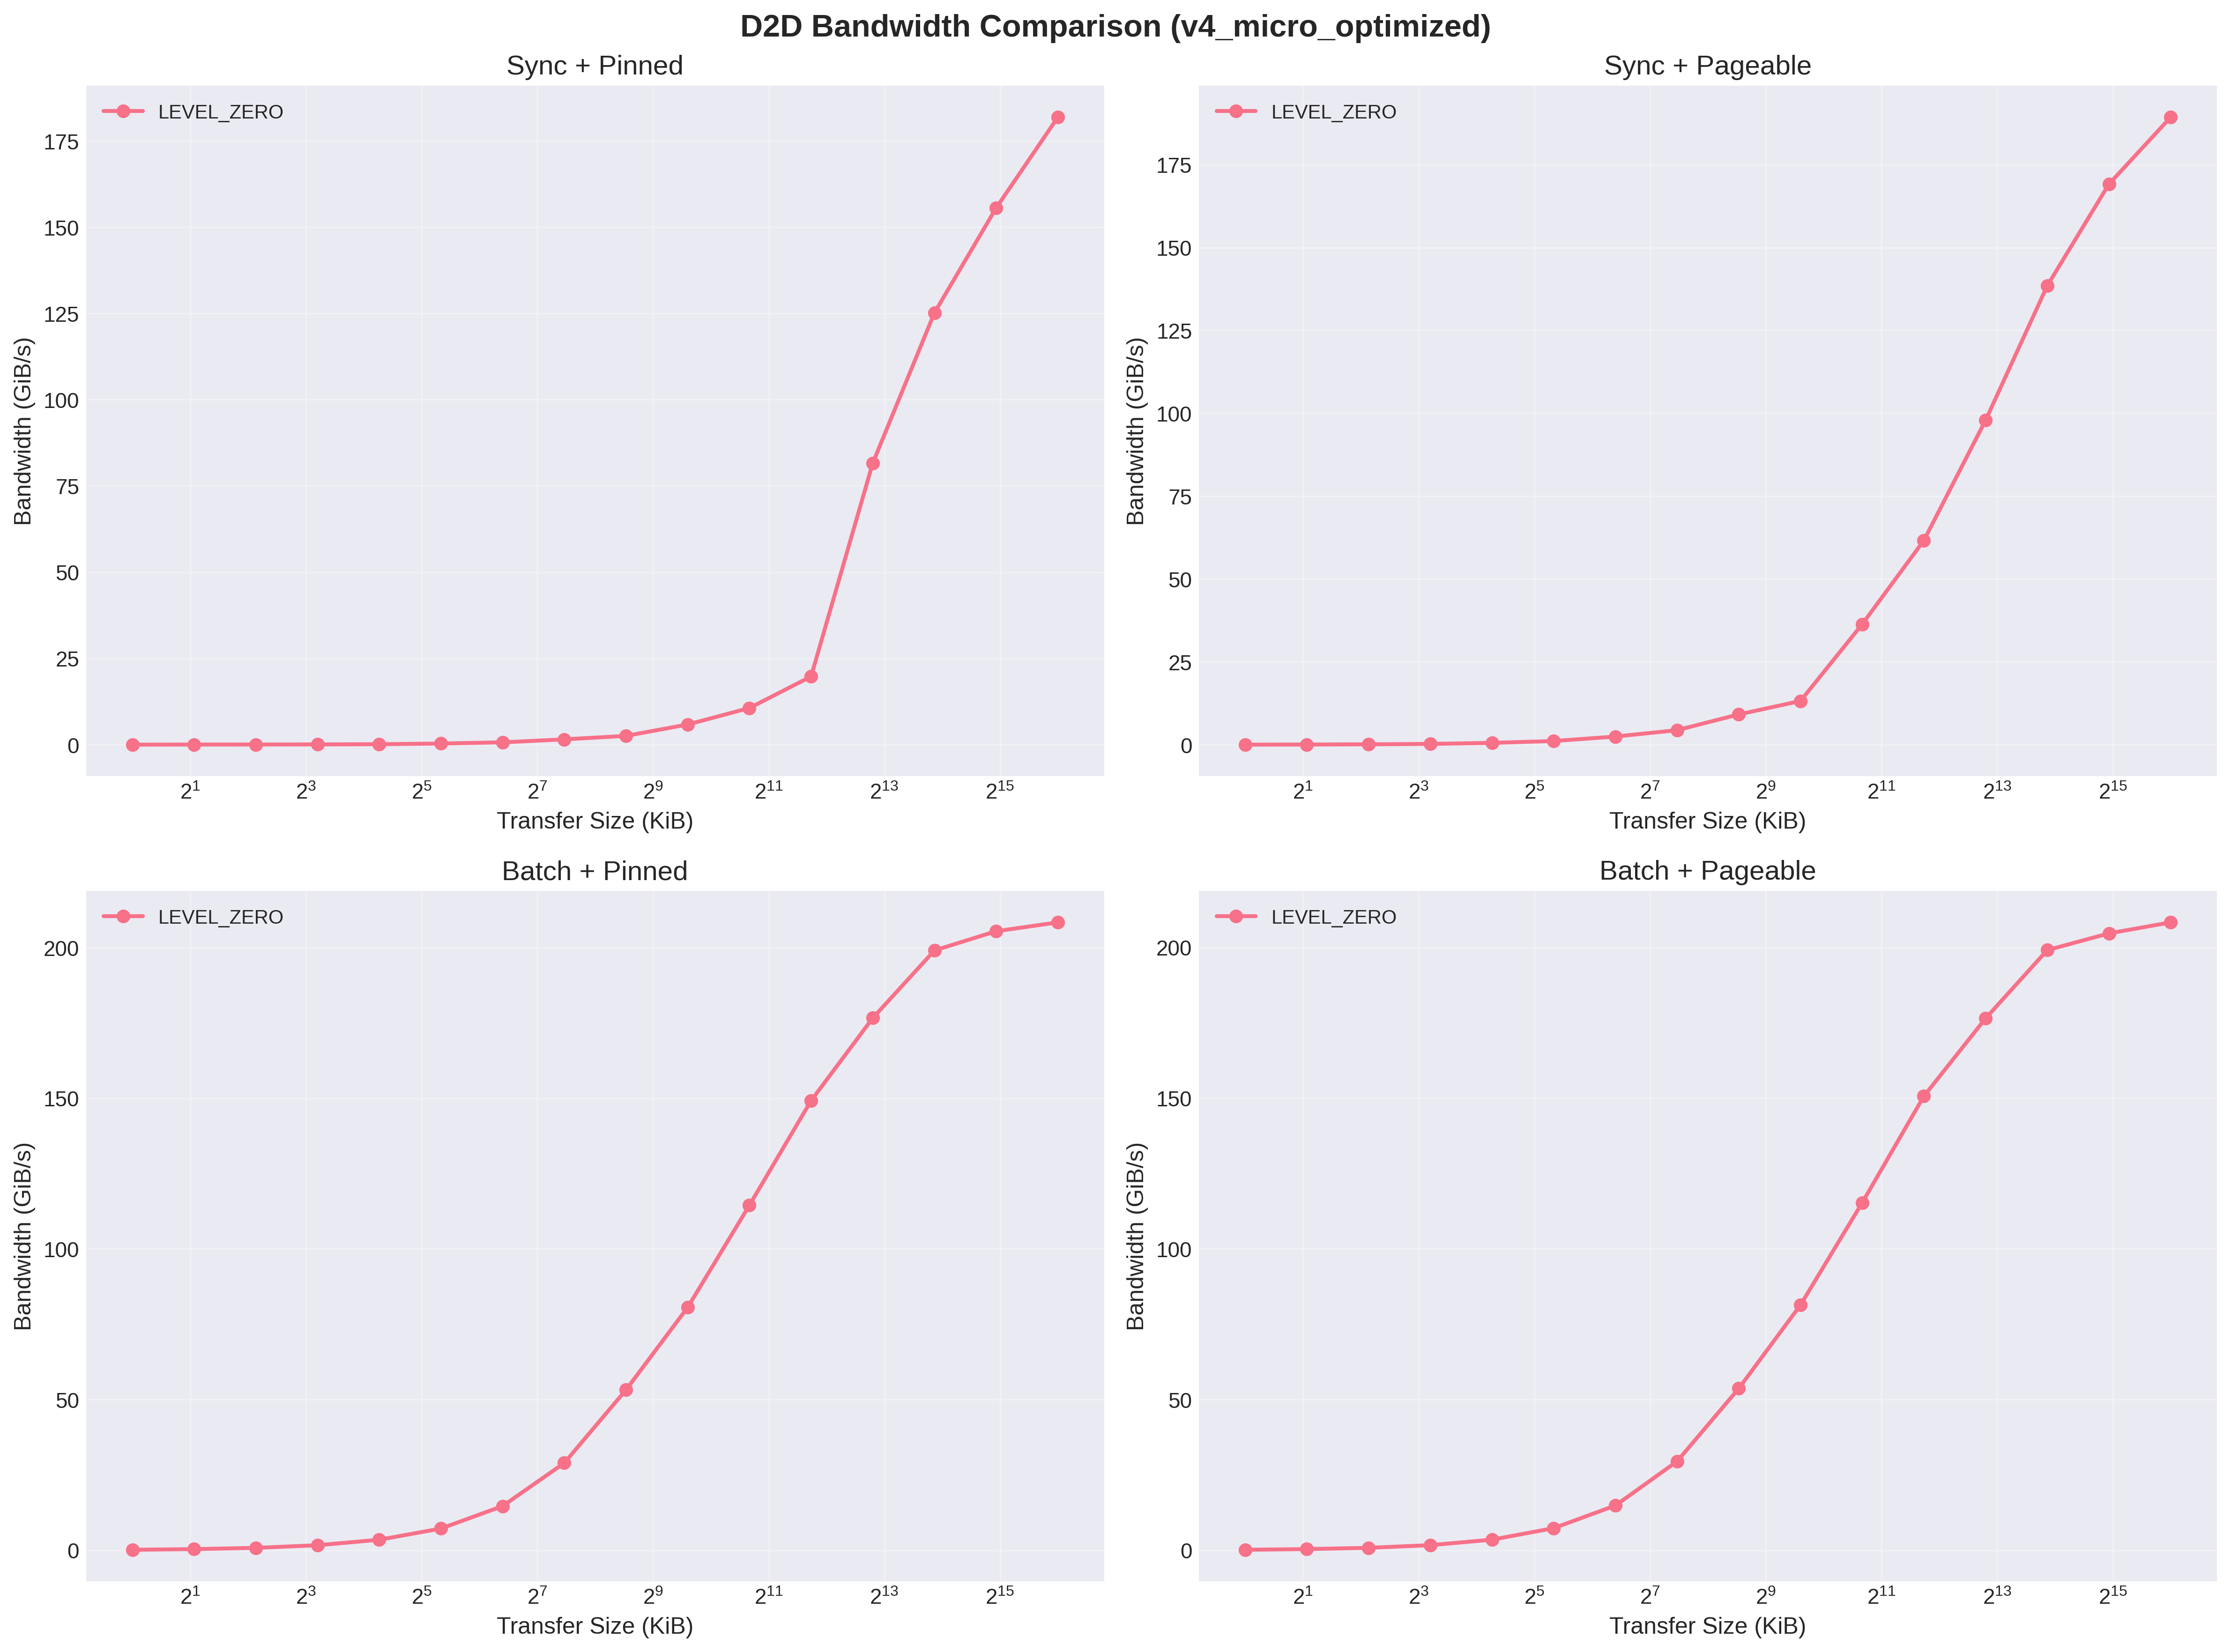 D2D Bandwidth Comparison (v4_micro_optimized)
Sync + Pinned
LEVEL_ZERO
175
150
125
100
75
50
25
0
Bandwidth (GiB/s)
2^1 2^3 2^5 2^7 2^9 2^11 2^13 2^15
Transfer Size (KiB)
Sync + Pageable
LEVEL_ZERO
175
150
125
100
75
50
25
0
Bandwidth (GiB/s)
2^1 2^3 2^5 2^7 2^9 2^11 2^13 2^15
Transfer Size (KiB)
Batch + Pinned
LEVEL_ZERO
200
150
100
50
0
Bandwidth (GiB/s)
2^1 2^3 2^5 2^7 2^9 2^11 2^13 2^15
Transfer Size (KiB)
Batch + Pageable
LEVEL_ZERO
200
150
100
50
0
Bandwidth (GiB/s)
2^1 2^3 2^5 2^7 2^9 2^11 2^13 2^15
Transfer Size (KiB)